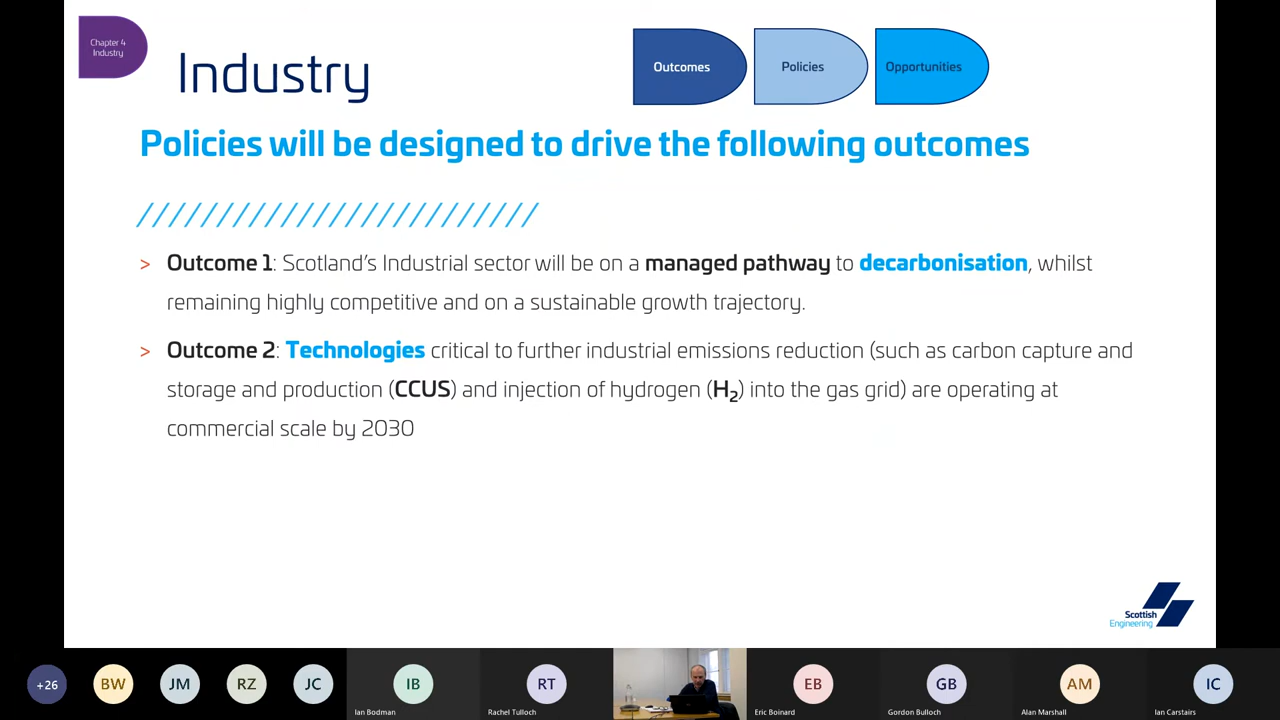 Chapter 4
Industry
Industry
Outcomes
Policies
Opportunities
Policies will be designed to drive the following outcomes
> Outcome 1: Scotland's Industrial sector will be on a managed pathway to decarbonisation, whilst
remaining highly competitive and on a sustainable growth trajectory.
> Outcome 2: Technologies critical to further industrial emissions reduction (such as carbon capture and
storage and production (CCUS) and injection of hydrogen (H₂) into the gas grid) are operating at
commercial scale by 2030
Scottish
Engineering
+26
BW
JM
RZ
JC
IB
Ian Bodman
RT
Rachel Tulloch
EB
Eric Boinard
GB
Gordon Bulloch
AM
Alan Marshall
IC
Ian Carstairs